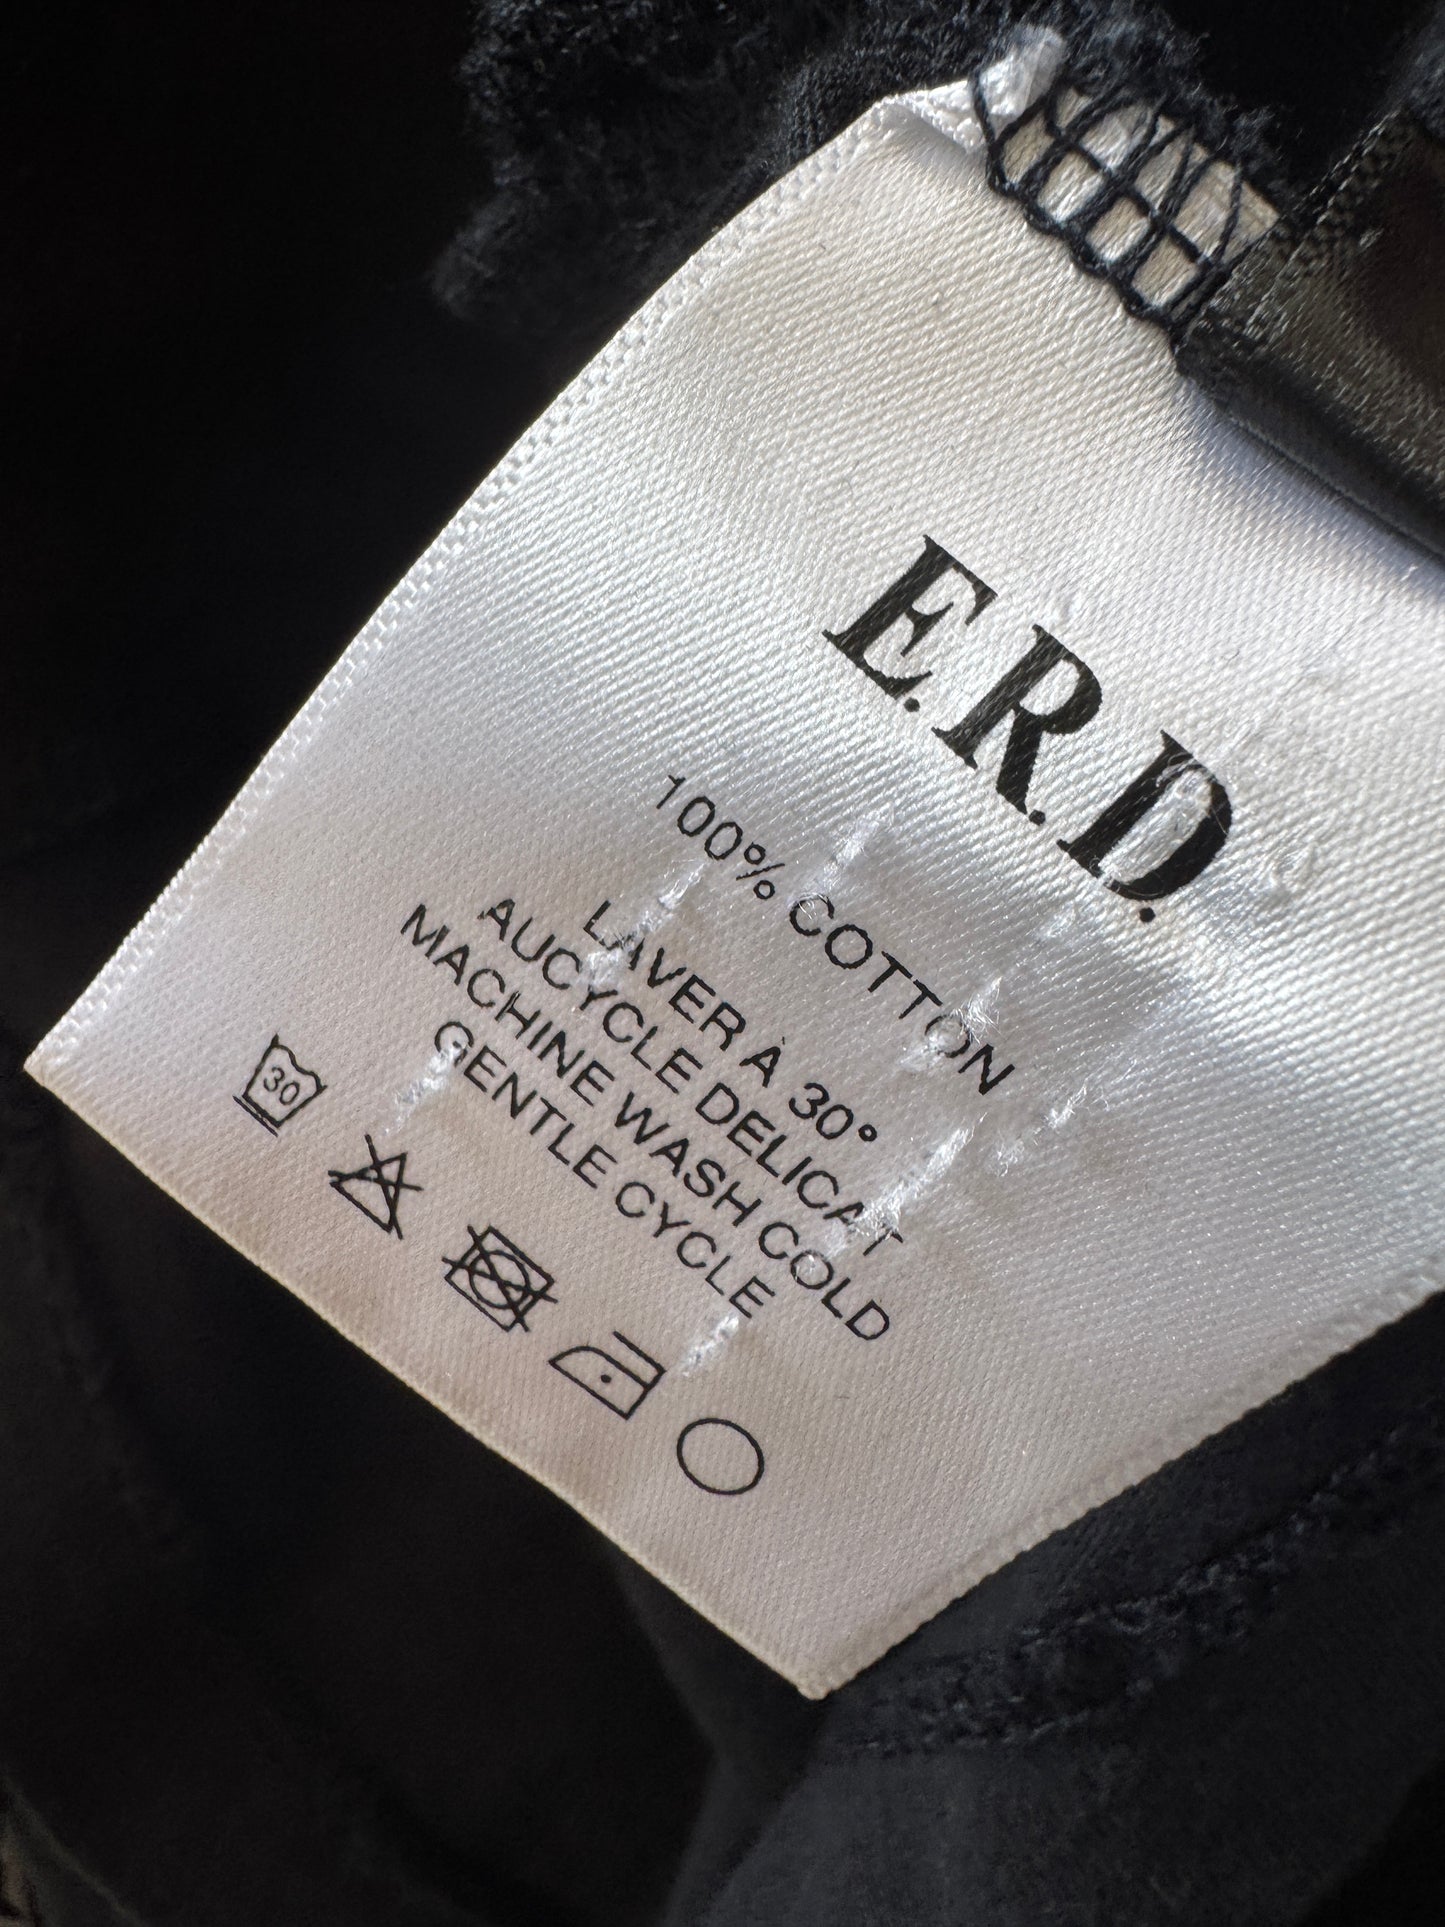 E.R.D.
100% COTTON
LAVER À 30°
AUCYCLE DELICAT
MACHINE WASH COLD
GENTLE CYCLE
30